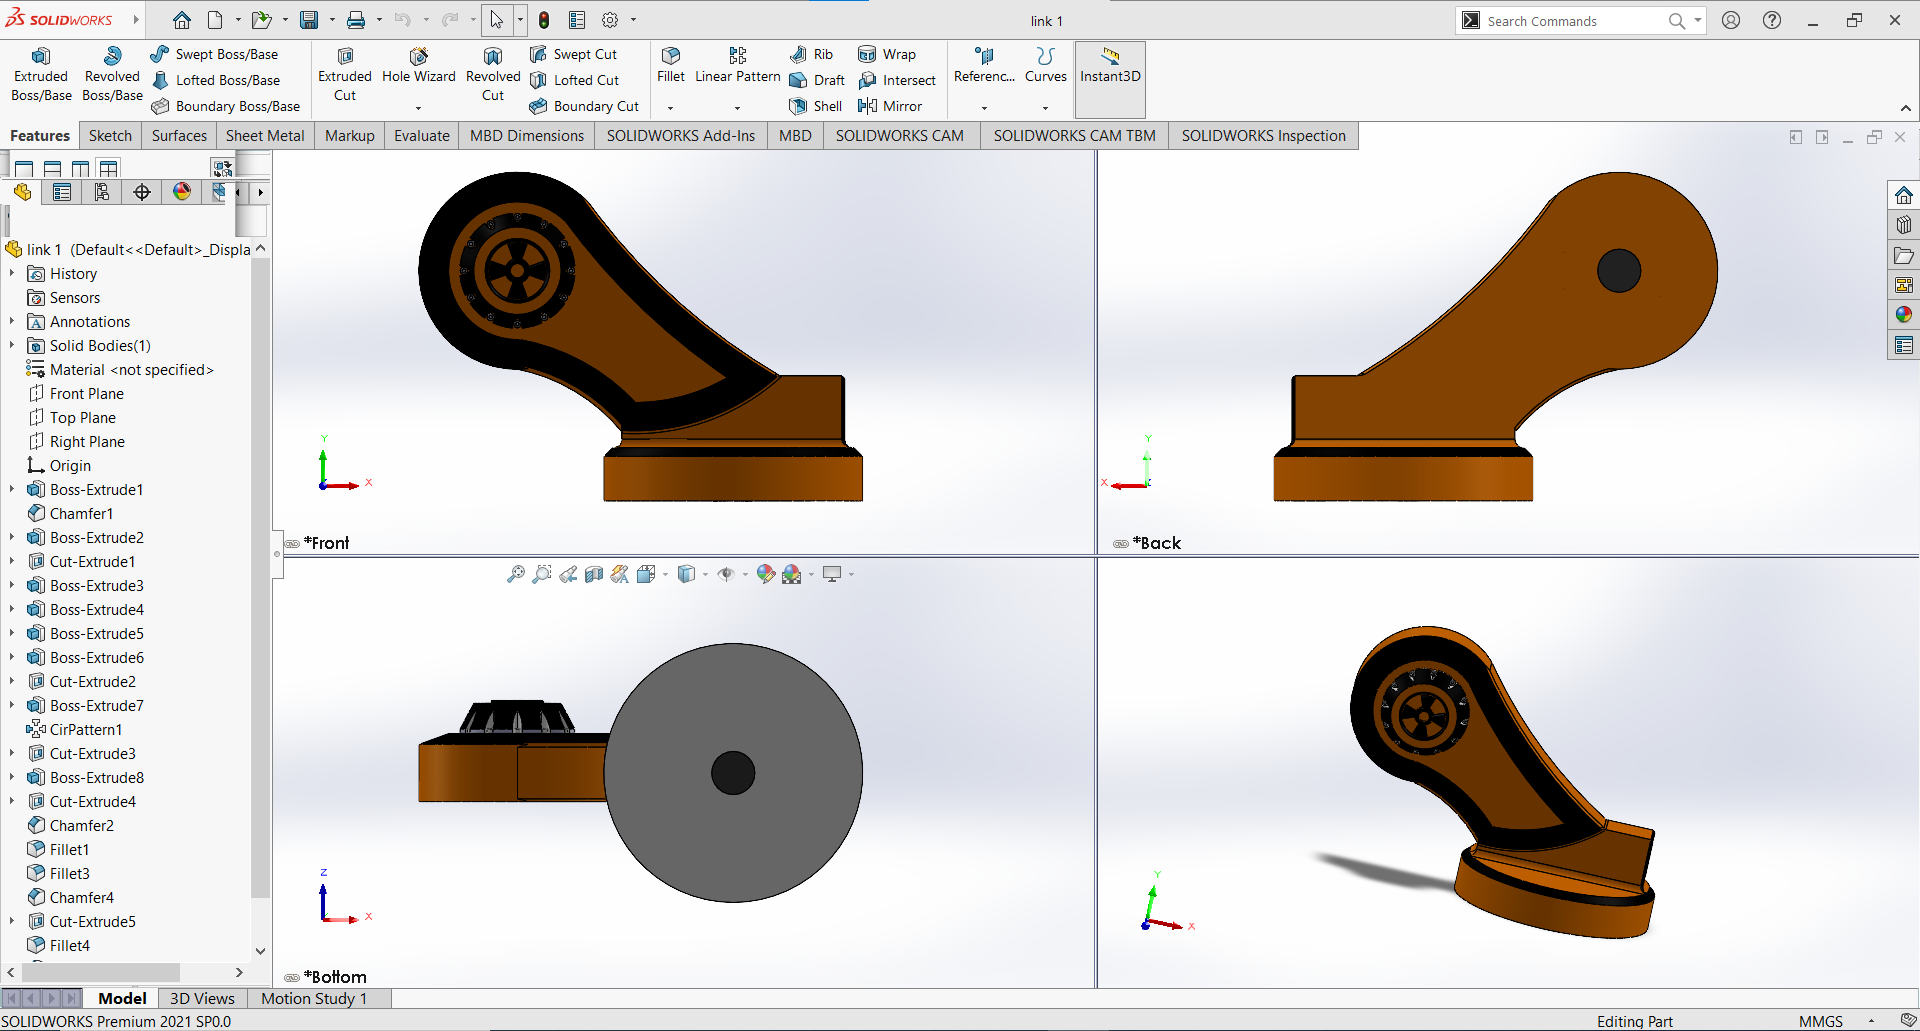 SOLIDWORKS
link 1
Search Commands
Extruded Boss/Base
Revolved Boss/Base
Swept Boss/Base
Lofted Boss/Base
Boundary Boss/Base
Extruded Cut
Hole Wizard
Revolved Cut
Swept Cut
Lofted Cut
Boundary Cut
Fillet
Linear Pattern
Rib
Draft
Shell
Wrap
Intersect
Mirror
Referenc...
Curves
Instant3D
Features
Sketch
Surfaces
Sheet Metal
Markup
Evaluate
MBD Dimensions
SOLIDWORKS Add-Ins
MBD
SOLIDWORKS CAM
SOLIDWORKS CAM TBM
SOLIDWORKS Inspection
link 1 (Default<<Default>_Displa
History
Sensors
Annotations
Solid Bodies(1)
Material <not specified>
Front Plane
Top Plane
Right Plane
Origin
Boss-Extrude1
Chamfer1
Boss-Extrude2
Cut-Extrude1
Boss-Extrude3
Boss-Extrude4
Boss-Extrude5
Boss-Extrude6
Cut-Extrude2
Boss-Extrude7
CirPattern1
Cut-Extrude3
Boss-Extrude8
Cut-Extrude4
Chamfer2
Fillet1
Fillet3
Chamfer4
Cut-Extrude5
Fillet4
Y
X
*Front
Y
X
*Back
Z
X
*Bottom
Y
X
Model
3D Views
Motion Study 1
SOLIDWORKS Premium 2021 SP0.0
Editing Part
MMGS